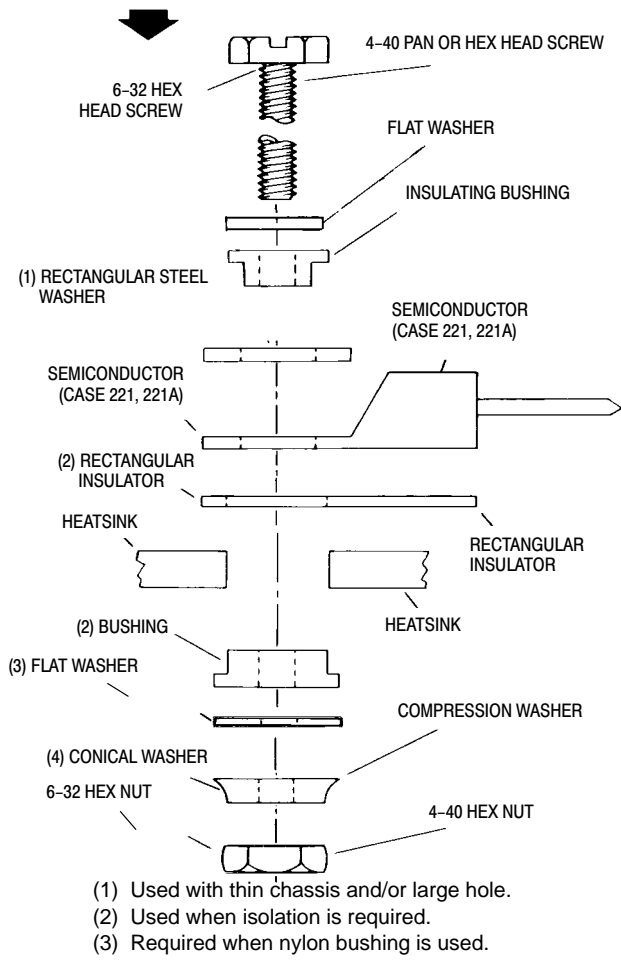 4–40 PAN OR HEX HEAD SCREW
6–32 HEX
HEAD SCREW
FLAT WASHER
INSULATING BUSHING
(1) RECTANGULAR STEEL
WASHER
SEMICONDUCTOR
(CASE 221, 221A)
SEMICONDUCTOR
(CASE 221, 221A)
(2) RECTANGULAR
INSULATOR
HEATSINK
RECTANGULAR
INSULATOR
HEATSINK
(2) BUSHING
(3) FLAT WASHER
COMPRESSION WASHER
(4) CONICAL WASHER
6–32 HEX NUT
4–40 HEX NUT
(1) Used with thin chassis and/or large hole.
(2) Used when isolation is required.
(3) Required when nylon bushing is used.